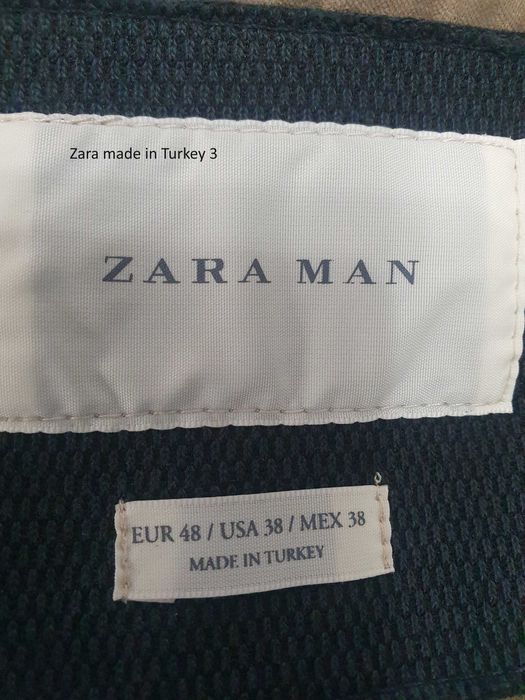 Zara made in Turkey 3
ZARA MAN
EUR 48 / USA 38 / MEX 38
MADE IN TURKEY